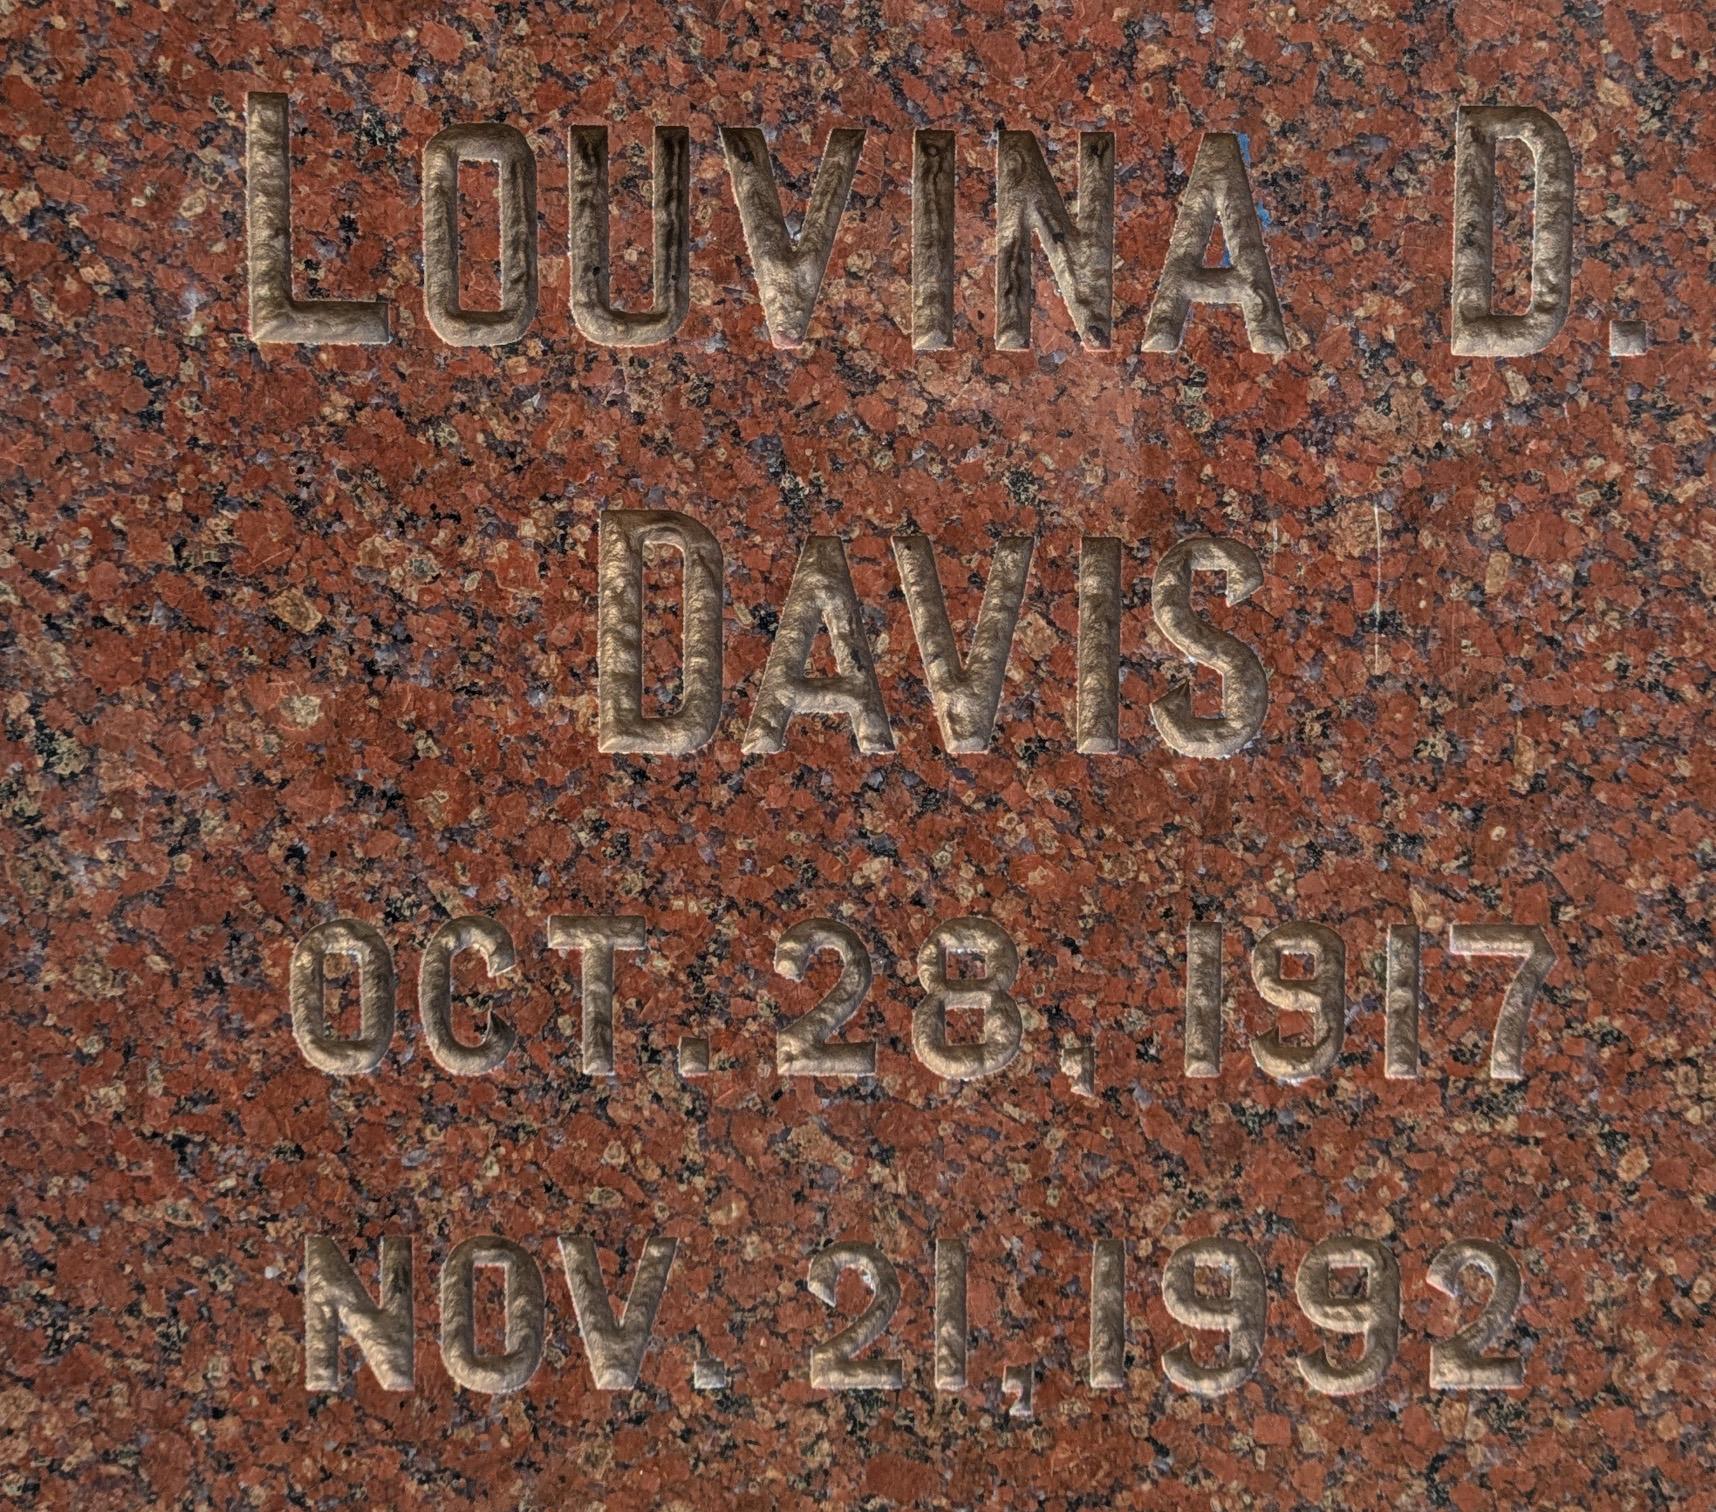 LOUVINA D.
DAVIS
OCT. 28, 1917
NOV. 21, 1992